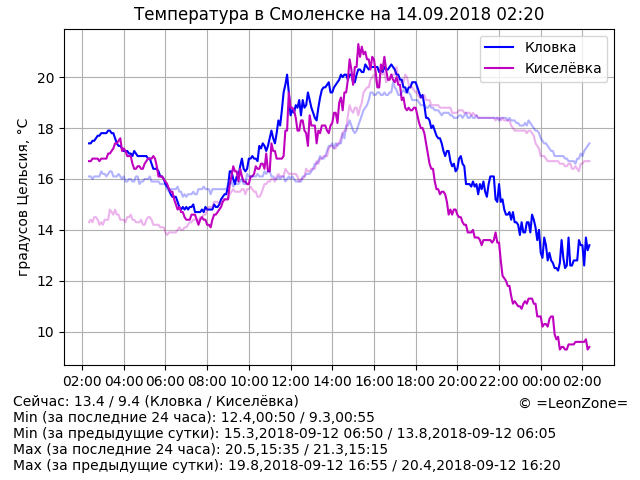 Температура в Смоленске на 14.09.2018 02:20
Кловка
Киселёвка
градусов Цельсия, °C
20
18
16
14
12
10
02:00 04:00 06:00 08:00 10:00 12:00 14:00 16:00 18:00 20:00 22:00 00:00 02:00
Сейчас: 13.4 / 9.4 (Кловка / Киселёвка)
© =LeonZone=
Min (за последние 24 часа): 12.4,00:50 / 9.3,00:55
Min (за предыдущие сутки): 15.3,2018-09-12 06:50 / 13.8,2018-09-12 06:05
Max (за последние 24 часа): 20.5,15:35 / 21.3,15:15
Max (за предыдущие сутки): 19.8,2018-09-12 16:55 / 20.4,2018-09-12 16:20